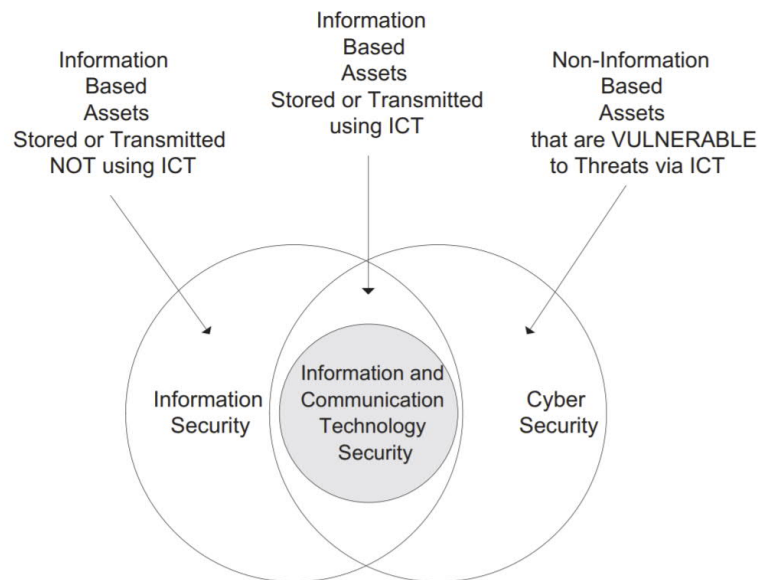 Information
Based
Assets
Stored or Transmitted
NOT using ICT
Information
Based
Assets
Stored or Transmitted
using ICT
Non-Information
Based
Assets
that are VULNERABLE
to Threats via ICT
Information
Security
Information and
Communication
Technology
Security
Cyber
Security